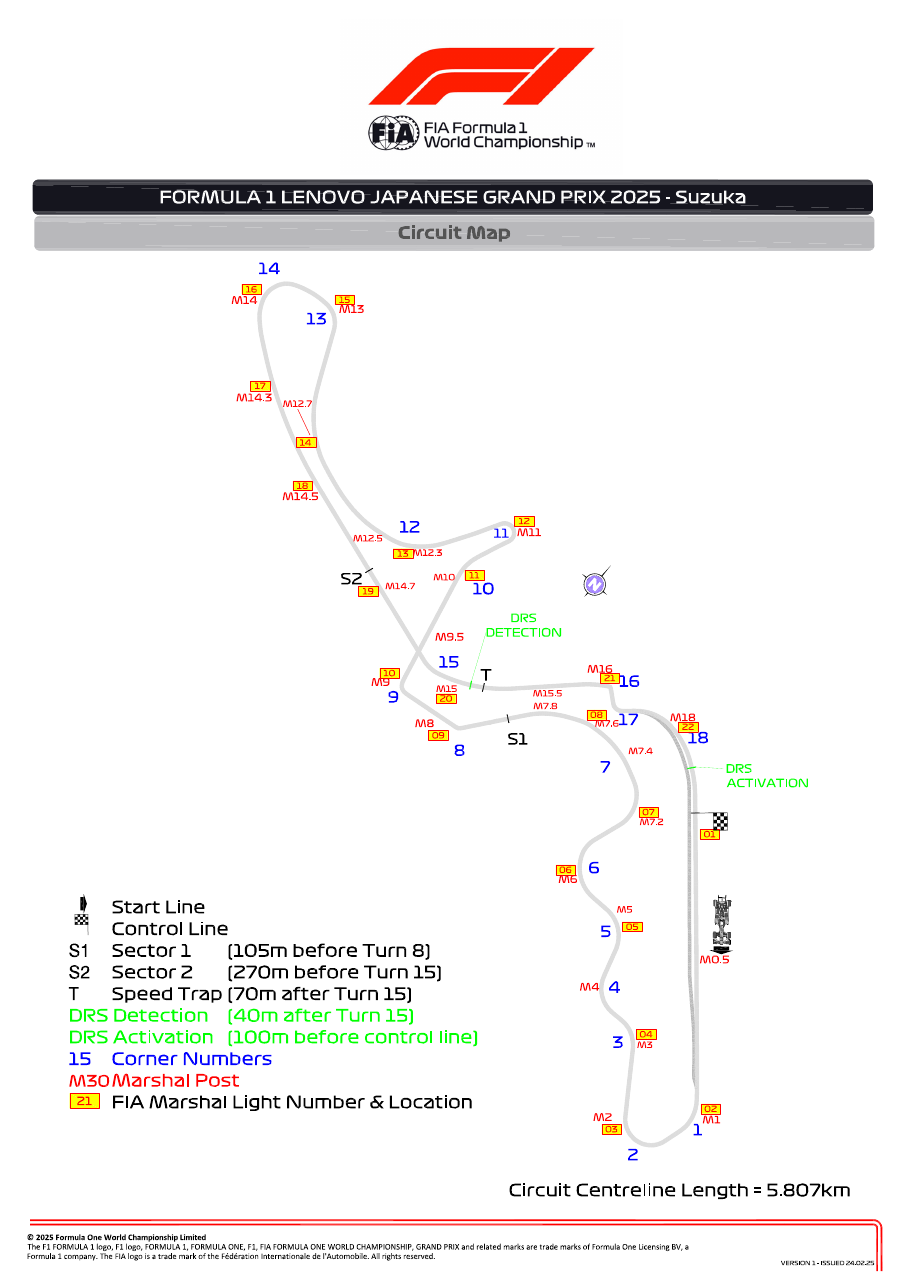 F1
FiA FIA Formula 1
World Championship™
FORMULA 1 LENOVO JAPANESE GRAND PRIX 2025 - Suzuka
Circuit Map
14
16
M14
15
M13
13
17
M14.3
M12.7
14
18
M14.5
12
12
M11
11
M12.5
13
M12.3
S2
19
M14.7
M10
11
10
N
DRS
DETECTION
M9.5
15
T
10
M9
9
M15
20
M15.5
M7.8
M16
21
16
08
M7.6
17
M18
22
18
M8
09
8
S1
7
M7.4
DRS
ACTIVATION
07
M7.2
01
06
M6
6
M5
5
05
M0.5
M4
4
3
04
M3
M2
03
02
M1
1
2
Start Line
Control Line
S1 Sector 1 (105m before Turn 8)
S2 Sector 2 (270m before Turn 15)
T Speed Trap (70m after Turn 15)
DRS Detection (40m after Turn 15)
DRS Activation (100m before control line)
15 Corner Numbers
M30 Marshal Post
21 FIA Marshal Light Number & Location
Circuit Centreline Length = 5.807km
© 2025 Formula One World Championship Limited
The F1 FORMULA 1 logo, F1 logo, FORMULA 1, FORMULA ONE, F1, FIA FORMULA ONE WORLD CHAMPIONSHIP, GRAND PRIX and related marks are trade marks of Formula One Licensing BV, a
Formula 1 company. The FIA logo is a trade mark of the Fédération Internationale de l'Automobile. All rights reserved.
VERSION 1 - ISSUED 24.02.25